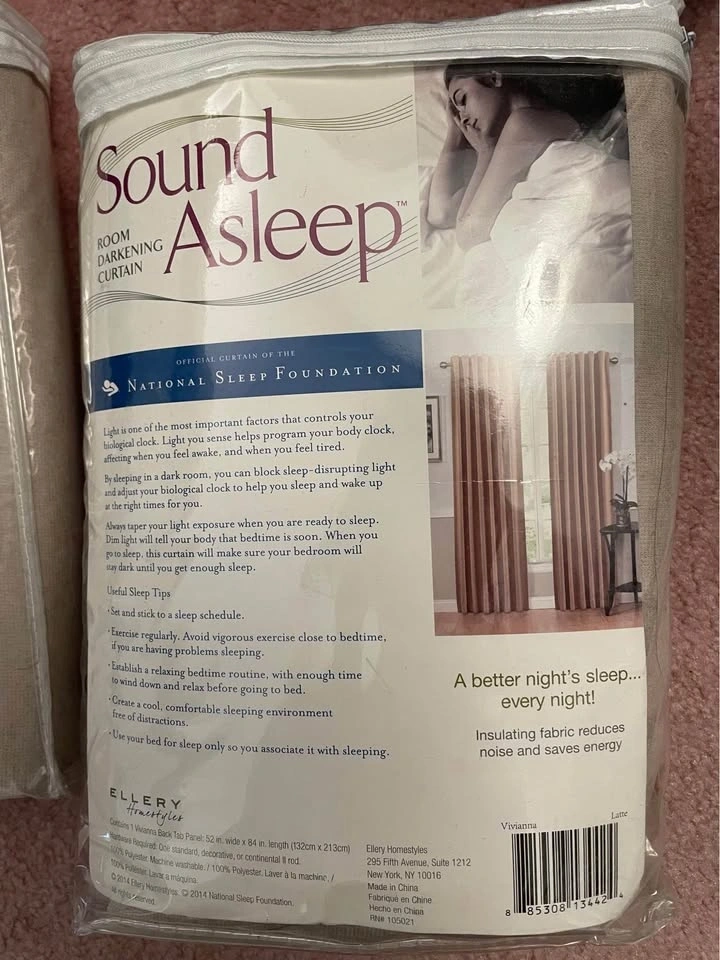 Sound
Asleep™
ROOM
DARKENING
CURTAIN
OFFICIAL CURTAIN OF THE
NATIONAL SLEEP FOUNDATION
Light is one of the most important factors that controls your
biological clock. Light you sense helps program your body clock,
affecting when you feel awake, and when you feel tired.
By sleeping in a dark room, you can block sleep-disrupting light
and adjust your biological clock to help you sleep and wake up
at the right times for you.
Always taper your light exposure when you are ready to sleep.
Dim light will tell your body that bedtime is soon. When you
go to sleep, this curtain will make sure your bedroom will
stay dark until you get enough sleep.
Useful Sleep Tips
· Set and stick to a sleep schedule.
· Exercise regularly. Avoid vigorous exercise close to bedtime,
if you are having problems sleeping.
· Establish a relaxing bedtime routine, with enough time
to wind down and relax before going to bed.
· Create a cool, comfortable sleeping environment
free of distractions.
· Use your bed for sleep only so you associate it with sleeping.
A better night's sleep...
every night!
Insulating fabric reduces
noise and saves energy
ELLERY
Homestyles
Contains 1 Vivianna Back Tab Panel: 52 in. wide x 84 in. length (132cm x 213cm)
Hardware Required: One standard, decorative, or continental II rod.
100% Polyester. Machine washable. / 100% Polyester. Laver à la machine. /
100% Poliéster. Lavar a máquina.
© 2014 Ellery Homestyles. © 2014 National Sleep Foundation.
All rights reserved.
Ellery Homestyles
295 Fifth Avenue, Suite 1212
New York, NY 10016
Made in China
Fabriqué en Chine
Hecho en China
RN# 105021
Vivianna Latte
8 85308 13442 4